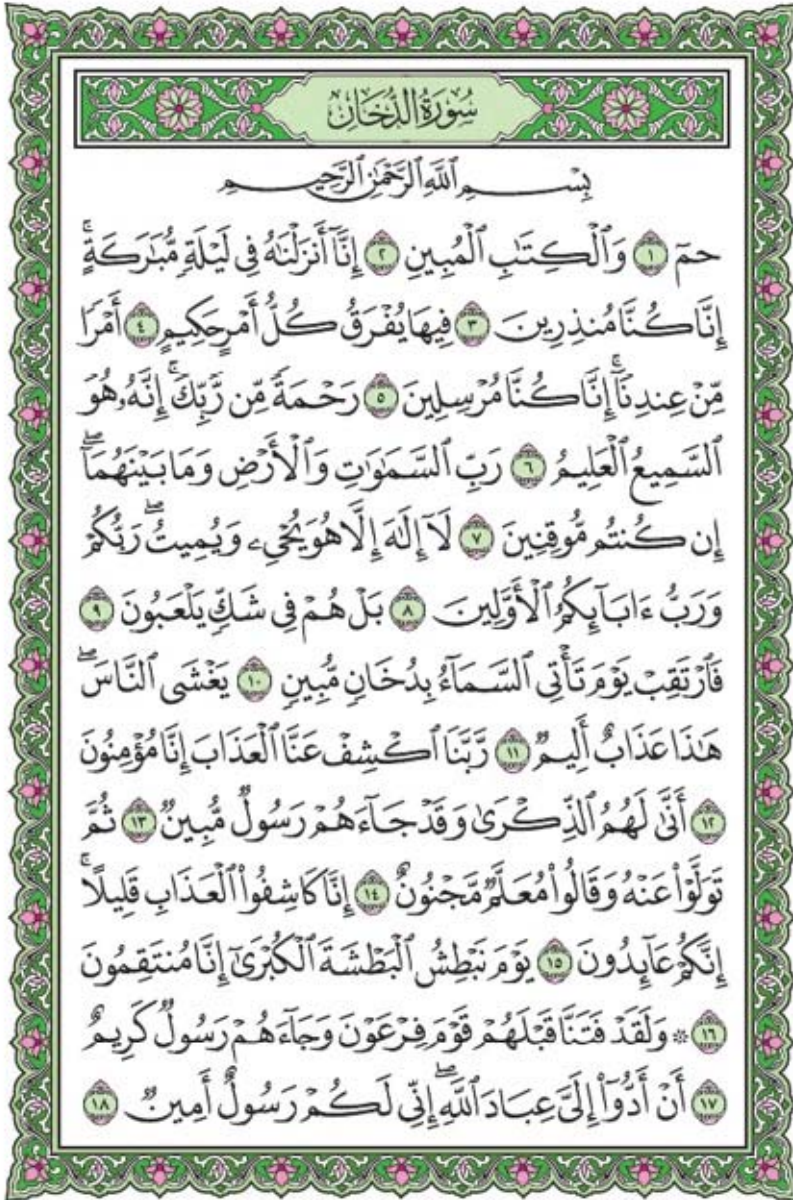 سُورَةُ الدُّخَانِ
بِسْمِ ٱللَّهِ ٱلرَّحْمَٰنِ ٱلرَّحِيمِ
حمٓ ١ وَٱلْكِتَٰبِ ٱلْمُبِينِ ٢ إِنَّآ أَنزَلْنَٰهُ فِى لَيْلَةٍ مُّبَٰرَكَةٍۚ
إِنَّا كُنَّا مُنذِرِينَ ٣ فِيهَا يُفْرَقُ كُلُّ أَمْرٍ حَكِيمٍ ٤ أَمْرًا
مِّنْ عِندِنَآۚ إِنَّا كُنَّا مُرْسِلِينَ ٥ رَحْمَةً مِّن رَّبِّكَۚ إِنَّهُۥ هُوَ
ٱلسَّمِيعُ ٱلْعَلِيمُ ٦ رَبِّ ٱلسَّمَٰوَٰتِ وَٱلْأَرْضِ وَمَا بَيْنَهُمَآۖ
إِن كُنتُم مُّوقِنِينَ ٧ لَآ إِلَٰهَ إِلَّا هُوَ يُحْىِۦ وَيُمِيتُۖ رَبُّكُمْ
وَرَبُّ ءَابَآئِكُمُ ٱلْأَوَّلِينَ ٨ بَلْ هُمْ فِى شَكٍّ يَلْعَبُونَ ٩
فَٱرْتَقِبْ يَوْمَ تَأْتِى ٱلسَّمَآءُ بِدُخَانٍ مُّبِينٍ ١٠ يَغْشَى ٱلنَّاسَۖ
هَٰذَا عَذَابٌ أَلِيمٌ ١١ رَّبَّنَا ٱكْشِفْ عَنَّا ٱلْعَذَابَ إِنَّا مُؤْمِنُونَ
١٢ أَنَّىٰ لَهُمُ ٱلذِّكْرَىٰ وَقَدْ جَآءَهُمْ رَسُولٌ مُّبِينٌ ١٣ ثُمَّ
تَوَلَّوْا۟ عَنْهُ وَقَالُوا۟ مُعَلَّمٌ مَّجْنُونٌ ١٤ إِنَّا كَاشِفُوا۟ ٱلْعَذَابِ قَلِيلًاۚ
إِنَّكُمْ عَآئِدُونَ ١٥ يَوْمَ نَبْطِشُ ٱلْبَطْشَةَ ٱلْكُبْرَىٰٓ إِنَّا مُنتَقِمُونَ
١٦ ۞ وَلَقَدْ فَتَنَّا قَبْلَهُمْ قَوْمَ فِرْعَوْنَ وَجَآءَهُمْ رَسُولٌ كَرِيمٌ
١٧ أَنْ أَدُّوٓا۟ إِلَىَّ عِبَادَ ٱللَّهِۖ إِنِّى لَكُمْ رَسُولٌ أَمِينٌ ١٨